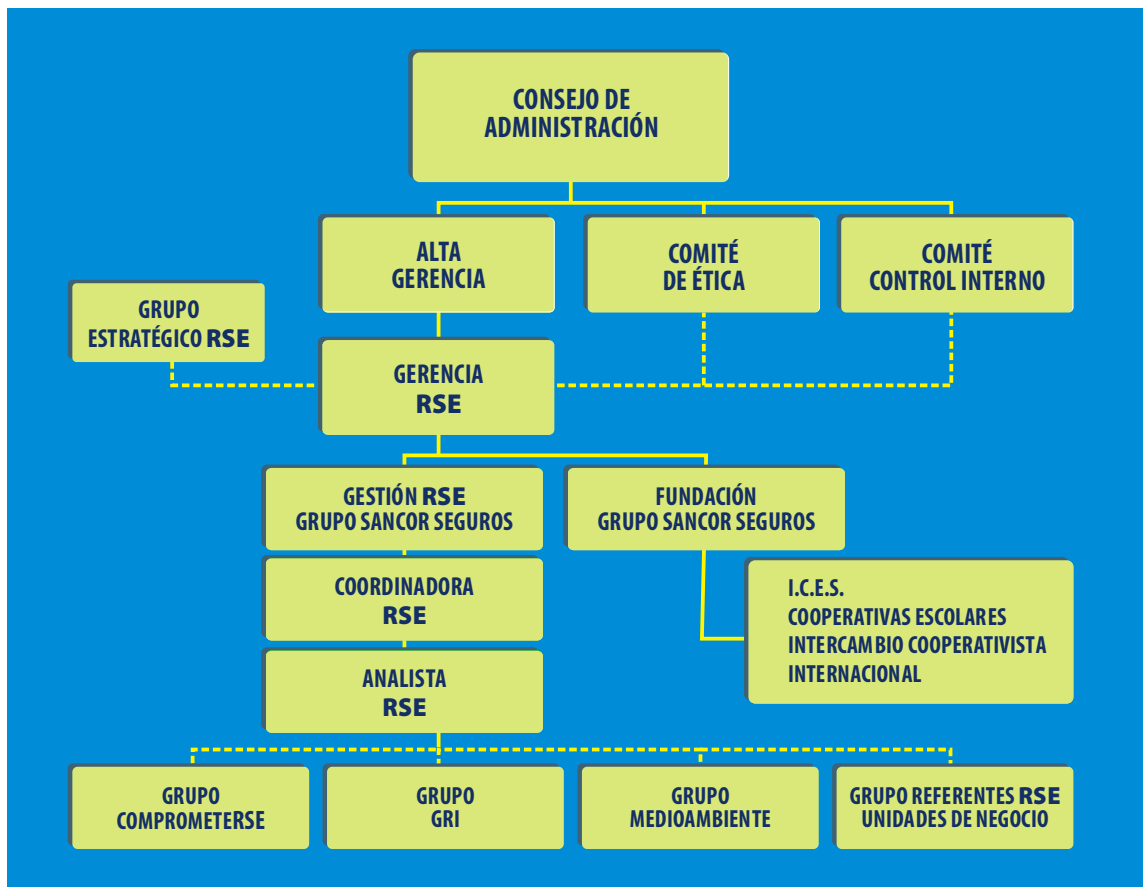 CONSEJO DE
ADMINISTRACIÓN
ALTA
GERENCIA
COMITÉ
DE ÉTICA
COMITÉ
CONTROL INTERNO
GRUPO
ESTRATÉGICO RSE
GERENCIA
RSE
GESTIÓN RSE
GRUPO SANCOR SEGUROS
FUNDACIÓN
GRUPO SANCOR SEGUROS
COORDINADORA
RSE
I.C.E.S.
COOPERATIVAS ESCOLARES
INTERCAMBIO COOPERATIVISTA
INTERNACIONAL
ANALISTA
RSE
GRUPO
COMPROMETERSE
GRUPO
GRI
GRUPO
MEDIOAMBIENTE
GRUPO REFERENTES RSE
UNIDADES DE NEGOCIO